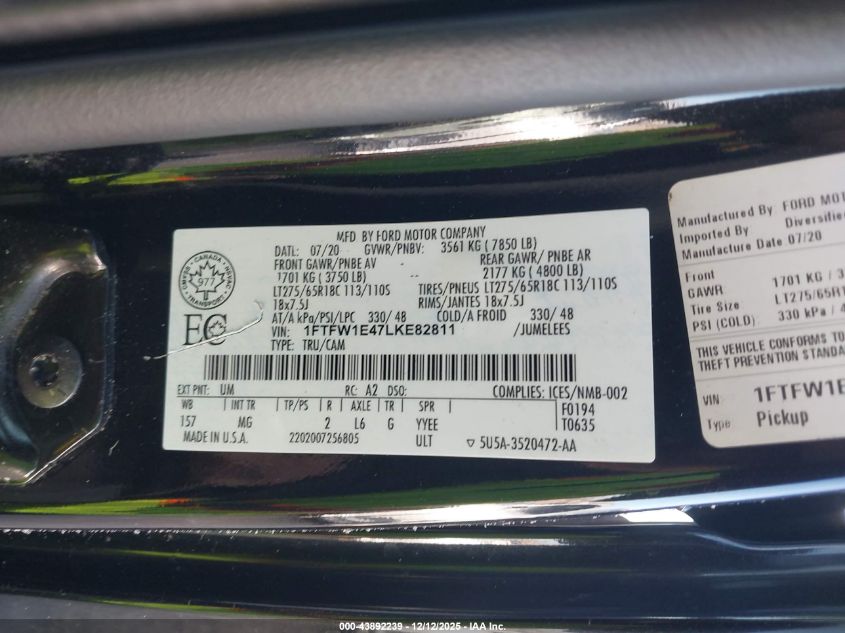 MFD BY FORD MOTOR COMPANY
DATE: 07/20 GVWR/PNBV: 3561 KG ( 7850 LB)
FRONT GAWR/PNBE AV -- REAR GAWR/ PNBE AR
1701 KG ( 3750 LB) -- 2177 KG ( 4800 LB)
LT275/65R18C 113/110S TIRES/PNEUS LT275/65R18C 113/110S
18x7.5J RIMS/JANTES 18x7.5J
AT/A kPa/PSI/LPC 330/ 48 COLD/A FROID 330/ 48
VIN: 1FTFW1E47LKE82811 /JUMELEES
TYPE: TRU/CAM
CANADA
977
TRANSPORT
EC
EXT PNT: UM RC: A2 DSO: COMPLIES: ICES/NMB-002
WB INT TR TP/PS R AXLE TR SPR F0194
157 MG 2 L6 G YYEE T0635
MADE IN U.S.A. 2202007256805 ULT ▽ 5U5A-3520472-AA
Manufactured By FORD MOT
Imported By Diversifie
Manufacture Date 07/20
Front
GAWR 1701 KG / 3
Tire Size LT275/65R1
PSI (COLD) 330 kPa / 4
THIS VEHICLE CONFORMS TO
THEFT PREVENTION STANDA
VIN: 1FTFW1E
Type Pickup
000-43892239 - 12/12/2025 - IAA Inc.